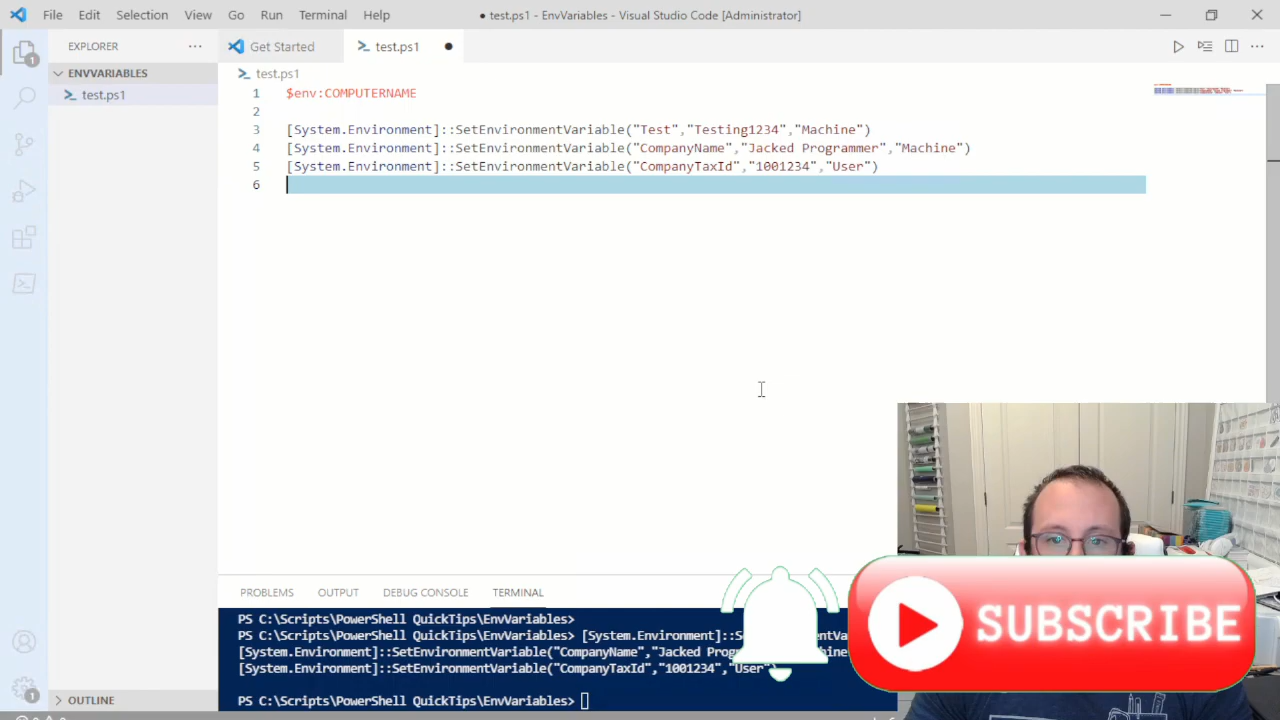 File Edit Selection View Go Run Terminal Help
● test.ps1 - EnvVariables - Visual Studio Code [Administrator]
EXPLORER
Get Started
test.ps1
ENVVARIABLES
test.ps1
test.ps1
1 $env:COMPUTERNAME
2
3 [System.Environment]::SetEnvironmentVariable("Test","Testing1234","Machine")
4 [System.Environment]::SetEnvironmentVariable("CompanyName","Jacked Programmer","Machine")
5 [System.Environment]::SetEnvironmentVariable("CompanyTaxId","1001234","User")
6
PROBLEMS OUTPUT DEBUG CONSOLE TERMINAL
PS C:\Scripts\PowerShell QuickTips\EnvVariables>
PS C:\Scripts\PowerShell QuickTips\EnvVariables> [System.Environment]::
[System.Environment]::SetEnvironmentVariable("CompanyName","Jacked
[System.Environment]::SetEnvironmentVariable("CompanyTaxId","1001234","User")
PS C:\Scripts\PowerShell QuickTips\EnvVariables>
SUBSCRIBE
OUTLINE
1
1